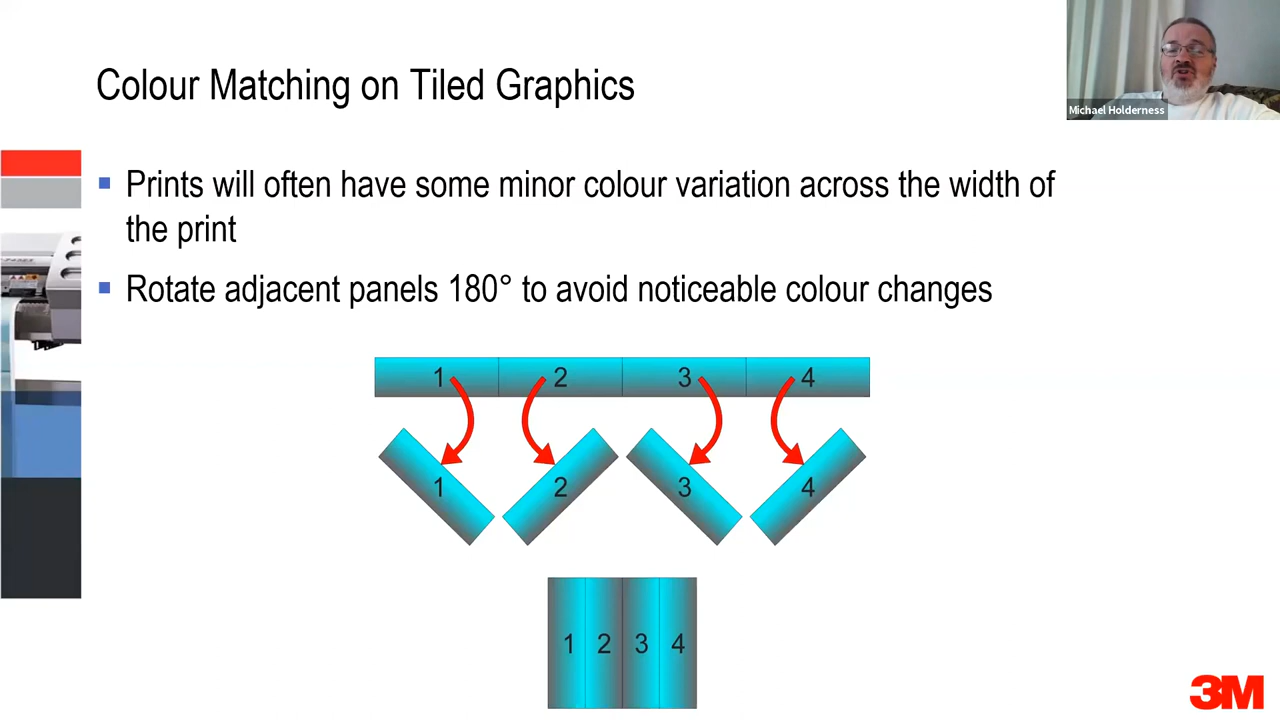 Colour Matching on Tiled Graphics
Michael Holderness
Prints will often have some minor colour variation across the width of
the print
Rotate adjacent panels 180° to avoid noticeable colour changes
1 2 3 4
1 2 3 4
1 2 3 4
3M